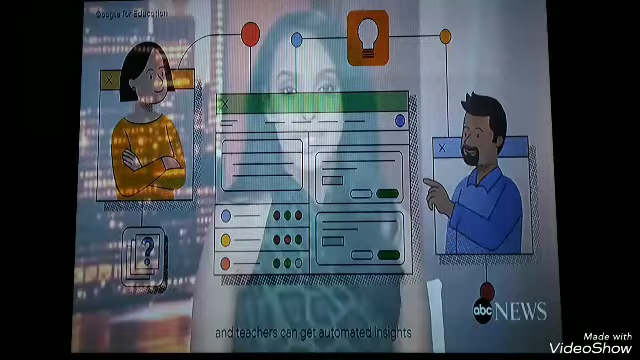 Google for Education
?
and teachers can get automated insights
abc NEWS
Made with
VideoShow